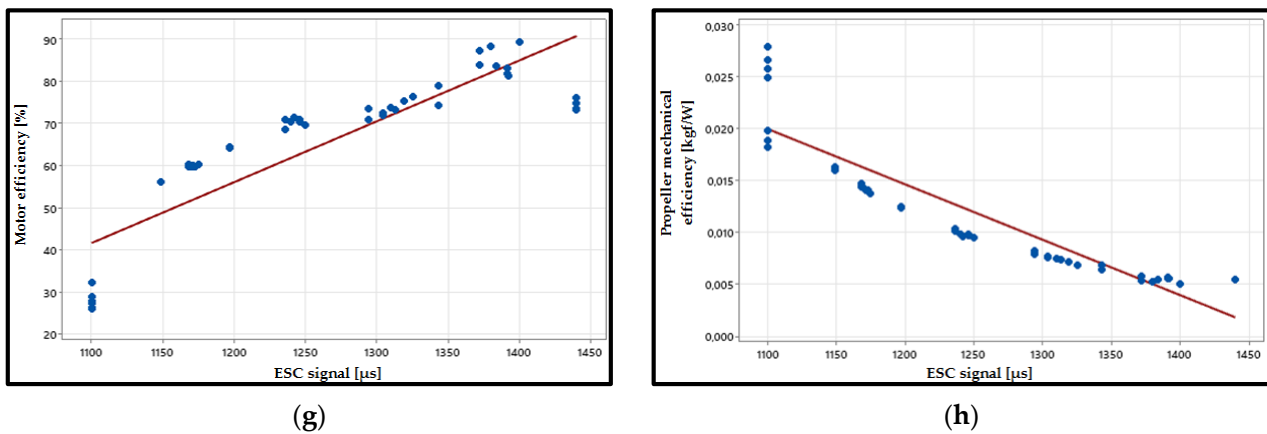 90
80
70
60
50
40
30
20
Motor efficiency [%]
1100 1150 1200 1250 1300 1350 1400 1450
ESC signal [µs]
(g)
0,030
0,025
0,020
0,015
0,010
0,005
0,000
Propeller mechanical
efficiency [kgf/W]
1100 1150 1200 1250 1300 1350 1400 1450
ESC signal [µs]
(h)